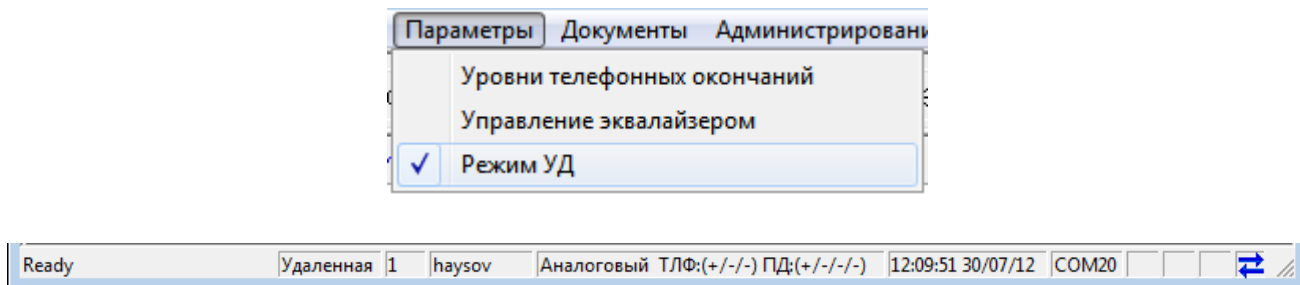 Параметры Документы Администрировани
Уровни телефонных окончаний
Управление эквалайзером
Режим УД
Ready Удаленная 1 haysov Аналоговый ТЛФ:(+/-/-) ПД:(+/-/-/-) 12:09:51 30/07/12 COM20